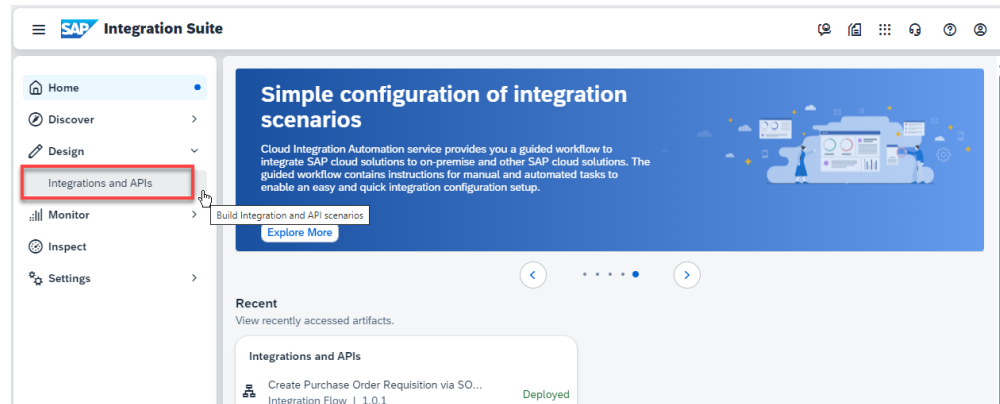 SAP Integration Suite
Home
Discover
Design
Integrations and APIs
Monitor
Inspect
Settings
Simple configuration of integration
scenarios
Cloud Integration Automation service provides you a guided workflow to
integrate SAP cloud solutions to on-premise and other SAP cloud solutions. The
guided workflow contains instructions for manual and automated tasks to
enable an easy and quick integration configuration setup.
Build Integration and API scenarios
Explore More
Recent
View recently accessed artifacts.
Integrations and APIs
Create Purchase Order Requisition via SO...
Integration Flow | 1.0.1
Deployed